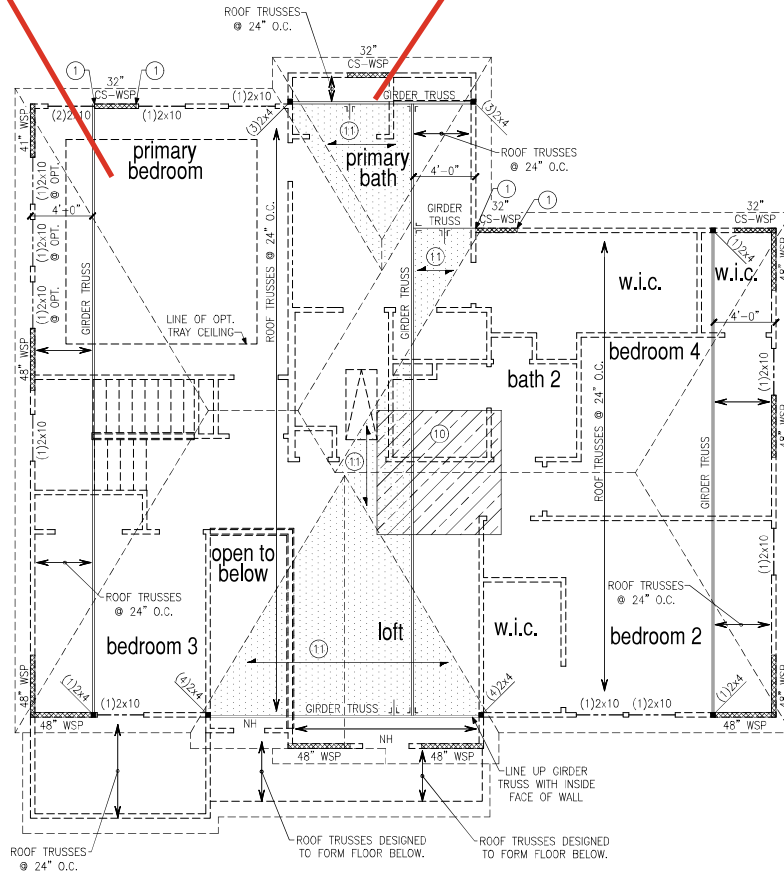 ROOF TRUSSES
@ 24" O.C.
32"
CS-WSP
1
1
32"
CS-WSP
(2)2x10
(1)2x10
(1)2x10
GIRDER TRUSS
(3)2x4
(3)2x4
41" WSP
primary
bedroom
11
primary
bath
ROOF TRUSSES
@ 24" O.C.
4'-0"
4'-0"
(1)2x10
@ OPT.
(1)2x10
@ OPT.
(1)2x10
@ OPT.
GIRDER TRUSS
ROOF TRUSSES @ 24" O.C.
LINE OF OPT.
TRAY CEILING
48" WSP
GIRDER
TRUSS
11
GIRDER TRUSS
1
32"
CS-WSP
1
32"
CS-WSP
(1)2x4
48" WSP
w.i.c.
w.i.c.
4'-0"
bedroom 4
bath 2
(1)2x10
(1)2x10
48" WSP
10
11
ROOF TRUSSES @ 24" O.C.
GIRDER TRUSS
(1)2x10
open to
below
ROOF TRUSSES
@ 24" O.C.
ROOF TRUSSES
@ 24" O.C.
bedroom 3
loft
w.i.c.
bedroom 2
11
48" WSP
(1)2x4
(4)2x4
(4)2x4
(1)2x4
48" WSP
48" WSP
(1)2x10
GIRDER TRUSS
(1)2x10
(1)2x10
48" WSP
NH
NH
48" WSP
48" WSP
LINE UP GIRDER
TRUSS WITH INSIDE
FACE OF WALL
ROOF TRUSSES
@ 24" O.C.
ROOF TRUSSES DESIGNED
TO FORM FLOOR BELOW.
ROOF TRUSSES DESIGNED
TO FORM FLOOR BELOW.